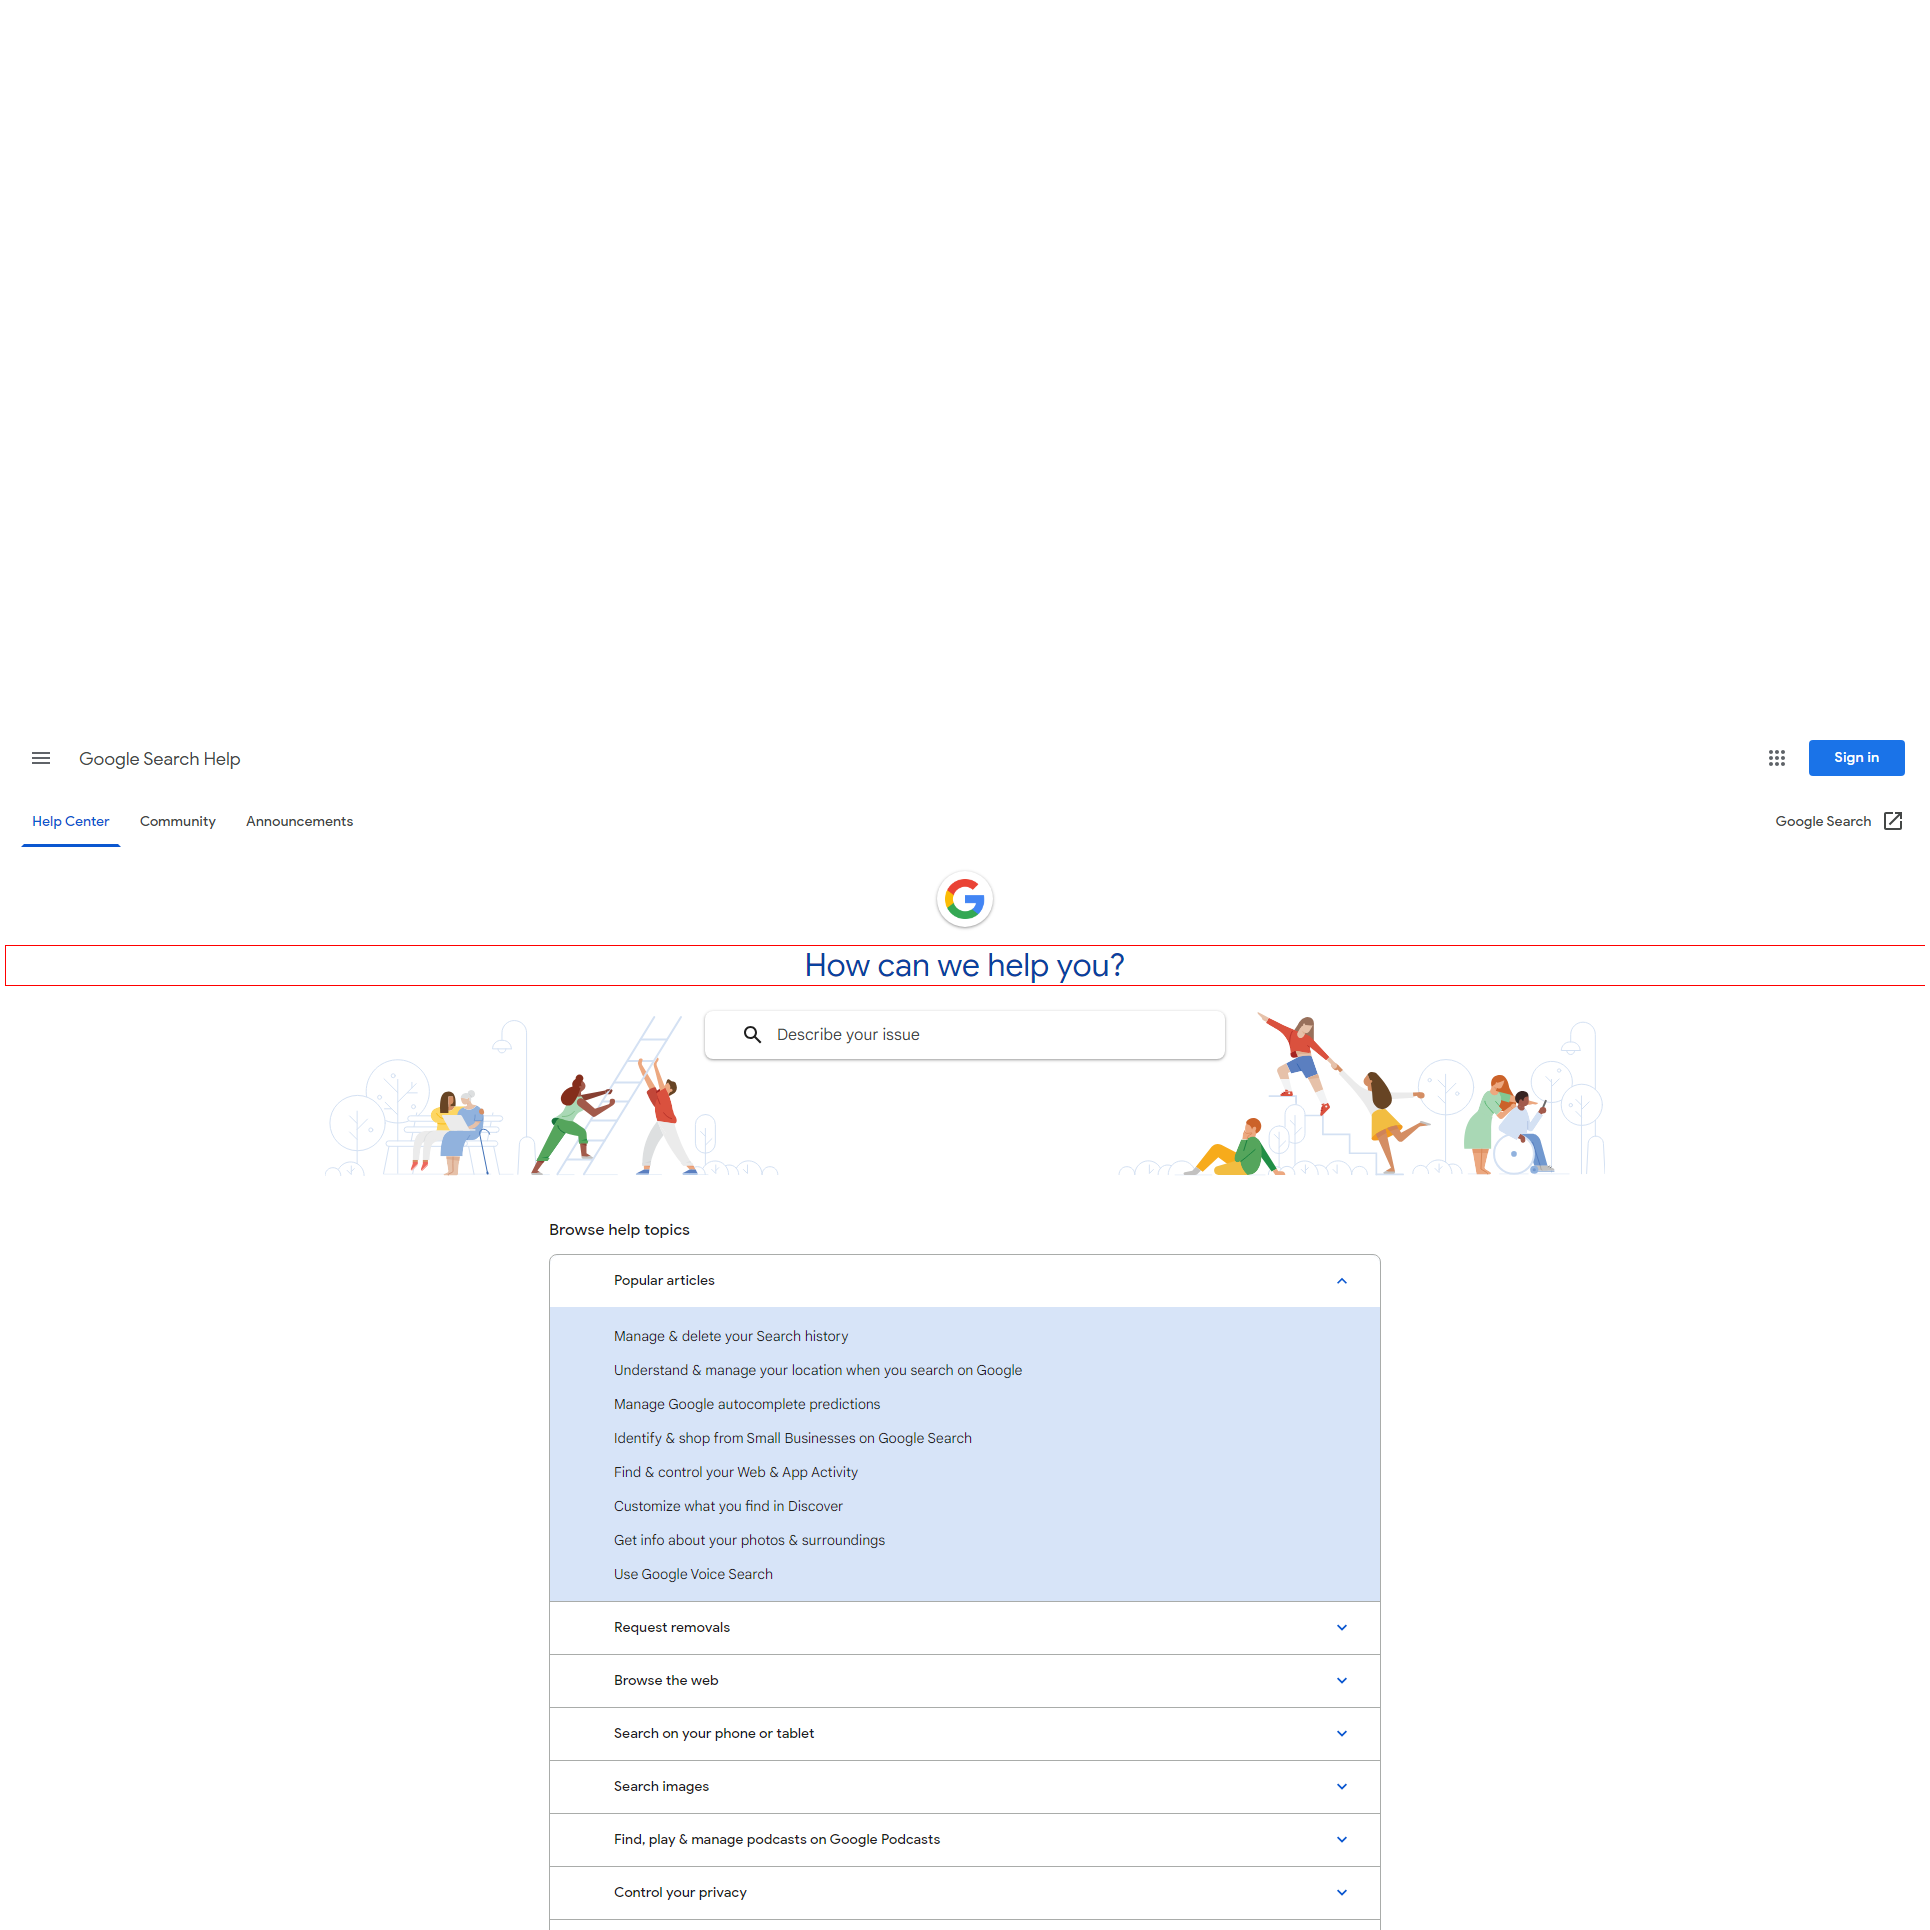 Google Search Help
Sign in
Help Center
Community
Announcements
Google Search
How can we help you?
Describe your issue
Browse help topics
Popular articles
Manage & delete your Search history
Understand & manage your location when you search on Google
Manage Google autocomplete predictions
Identify & shop from Small Businesses on Google Search
Find & control your Web & App Activity
Customize what you find in Discover
Get info about your photos & surroundings
Use Google Voice Search
Request removals
Browse the web
Search on your phone or tablet
Search images
Find, play & manage podcasts on Google Podcasts
Control your privacy